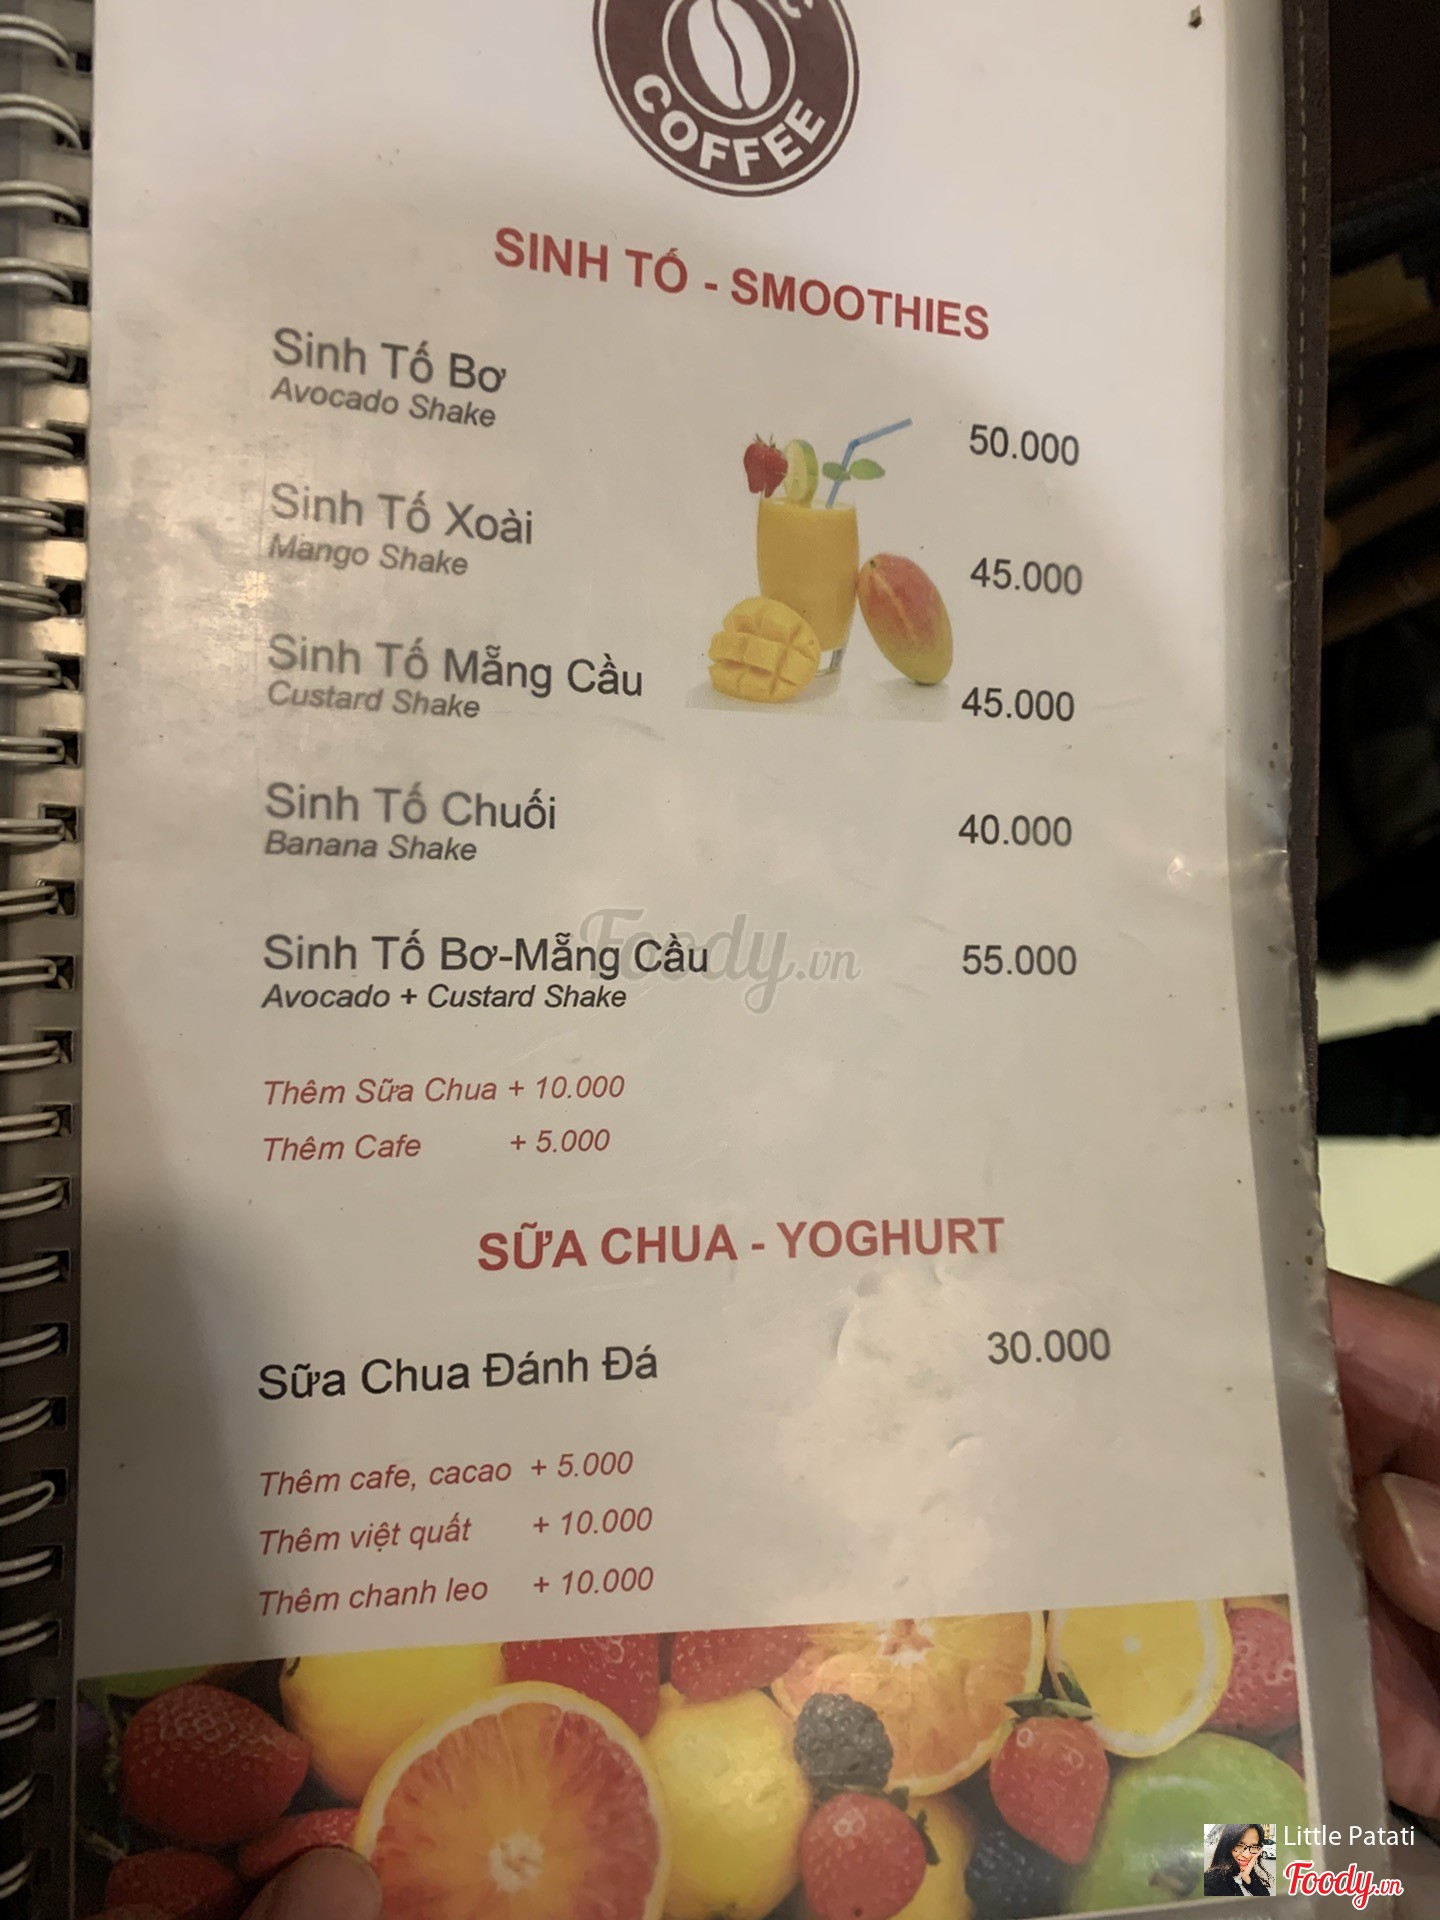 COFFEE
SINH TỐ - SMOOTHIES
Sinh Tố Bơ
Avocado Shake
50.000
Sinh Tố Xoài
Mango Shake
45.000
Sinh Tố Mẵng Cầu
Custard Shake
45.000
Sinh Tố Chuối
Banana Shake
40.000
Sinh Tố Bơ-Mẵng Cầu
Avocado + Custard Shake
55.000
Foody.vn
Thêm Sữa Chua + 10.000
Thêm Cafe + 5.000
SỮA CHUA - YOGHURT
Sữa Chua Đánh Đá 30.000
Thêm cafe, cacao + 5.000
Thêm việt quất + 10.000
Thêm chanh leo + 10.000
Little Patati
Foody.vn